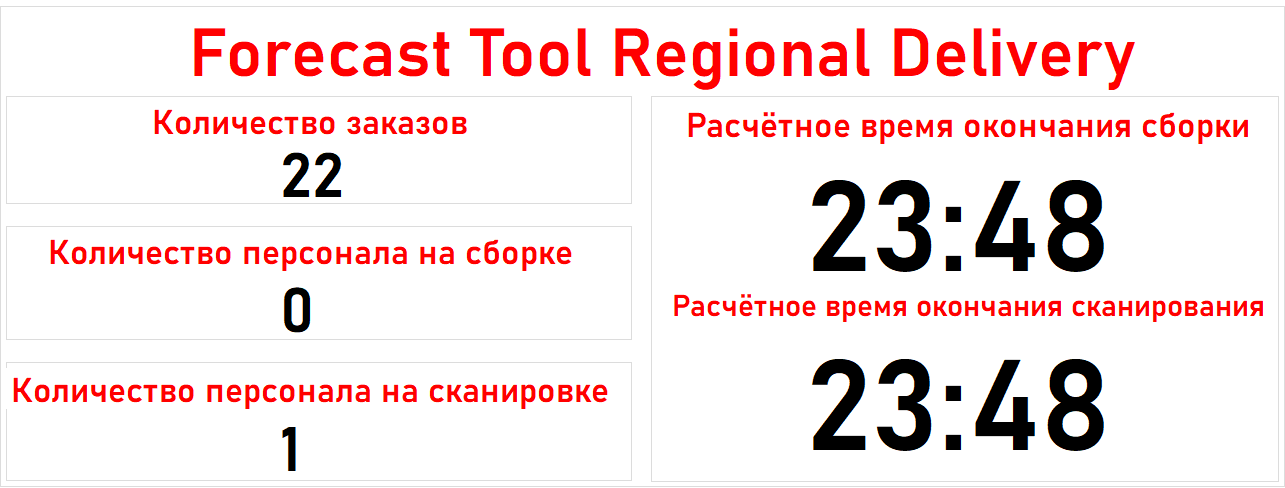 Forecast Tool Regional Delivery
Количество заказов
22
Количество персонала на сборке
0
Количество персонала на сканировке
1
Расчётное время окончания сборки
23:48
Расчётное время окончания сканирования
23:48